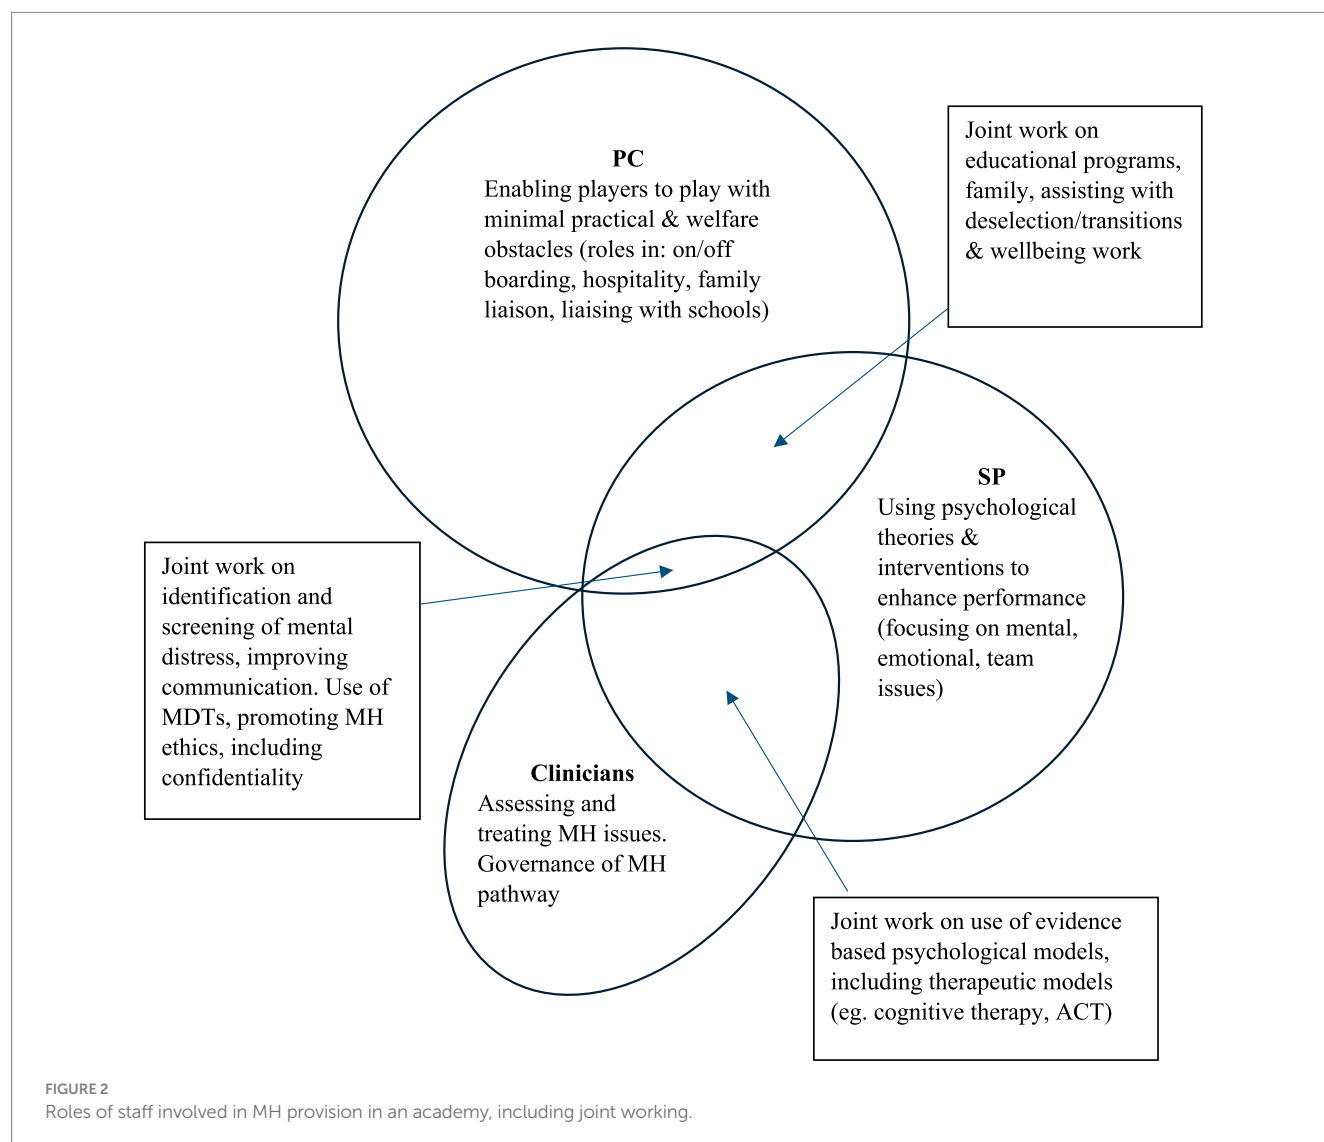 PC
Enabling players to play with
minimal practical & welfare
obstacles (roles in: on/off
boarding, hospitality, family
liaison, liaising with schools)
Joint work on
educational programs,
family, assisting with
deselection/transitions
& wellbeing work
SP
Using psychological
theories &
interventions to
enhance performance
(focusing on mental,
emotional, team
issues)
Joint work on
identification and
screening of mental
distress, improving
communication. Use of
MDTs, promoting MH
ethics, including
confidentiality
Clinicians
Assessing and
treating MH issues.
Governance of MH
pathway
Joint work on use of evidence
based psychological models,
including therapeutic models
(eg. cognitive therapy, ACT)
FIGURE 2
Roles of staff involved in MH provision in an academy, including joint working.